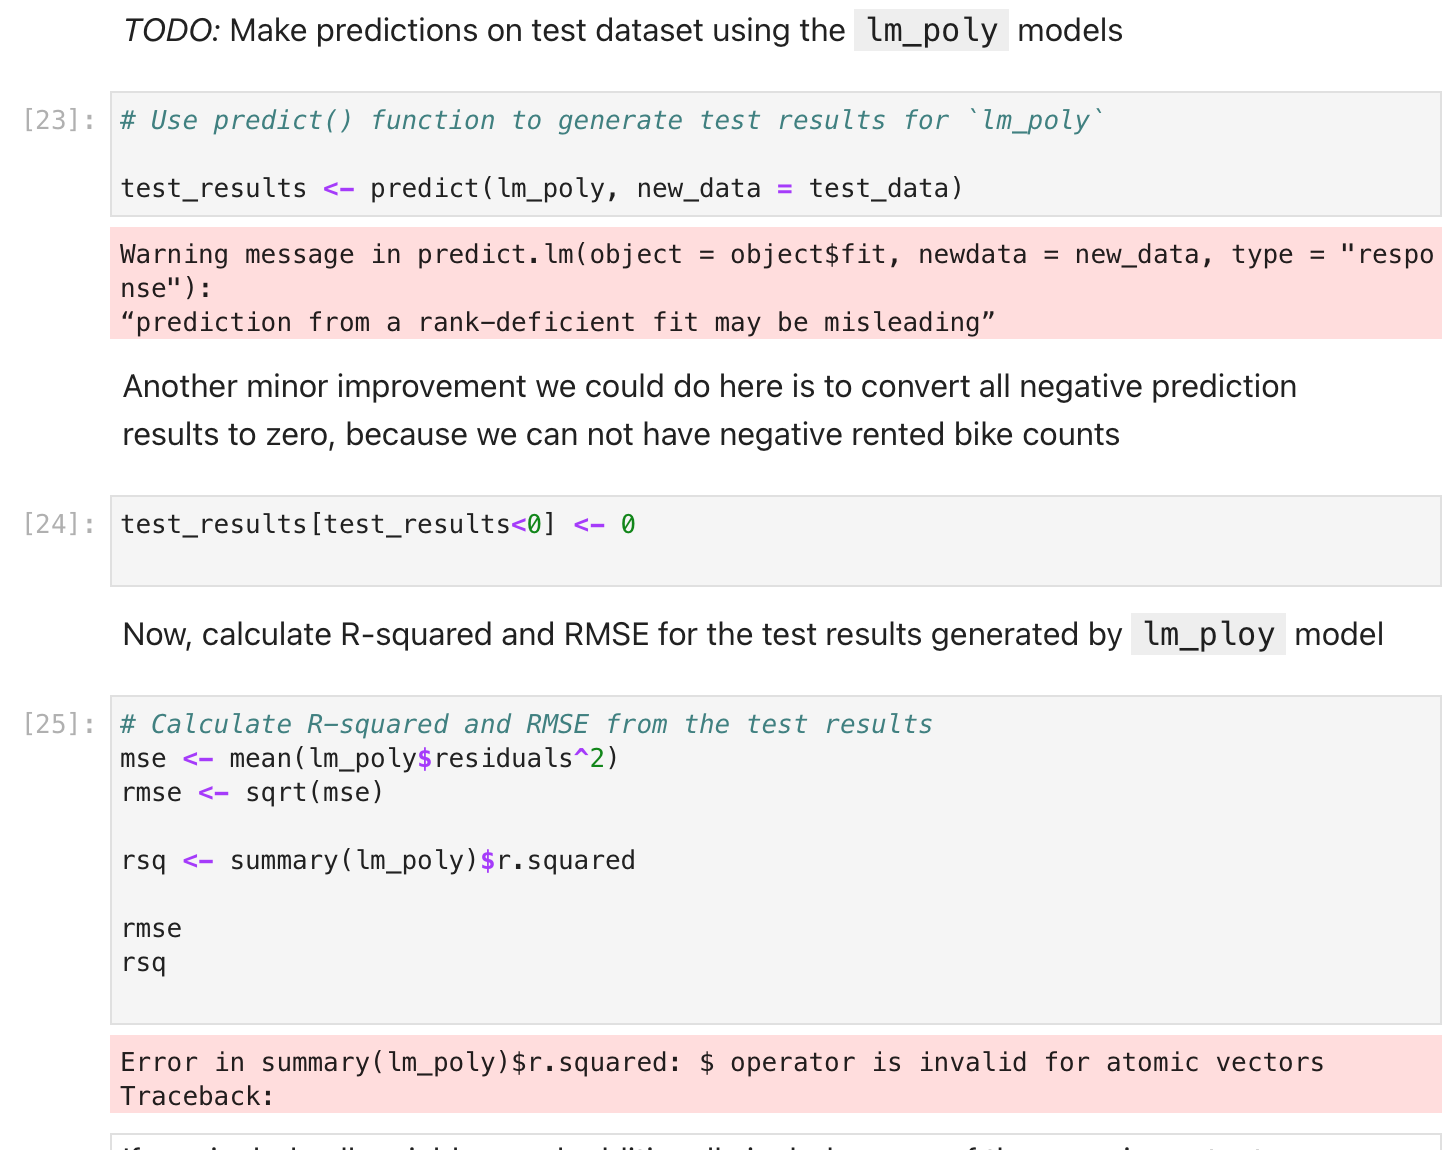 TODO: Make predictions on test dataset using the lm_poly models
[23]:
# Use predict() function to generate test results for `lm_poly`
test_results <- predict(lm_poly, new_data = test_data)
Warning message in predict.lm(object = object$fit, newdata = new_data, type = "respo
nse"):
“prediction from a rank-deficient fit may be misleading”
Another minor improvement we could do here is to convert all negative prediction
results to zero, because we can not have negative rented bike counts
[24]:
test_results[test_results<0] <- 0
Now, calculate R-squared and RMSE for the test results generated by lm_ploy model
[25]:
# Calculate R-squared and RMSE from the test results
mse <- mean(lm_poly$residuals^2)
rmse <- sqrt(mse)
rsq <- summary(lm_poly)$r.squared
rmse
rsq
Error in summary(lm_poly)$r.squared: $ operator is invalid for atomic vectors
Traceback: